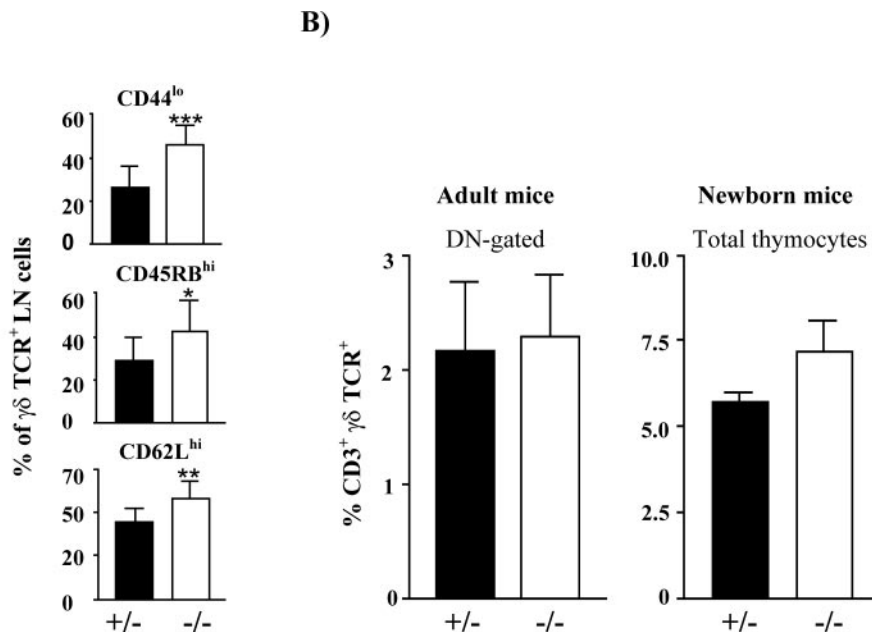 B)
% of γδ TCR⁺ LN cells
CD44ˡᵒ
60
***
40
20
0
CD45RBʰⁱ
60
*
40
20
0
CD62Lʰⁱ
70
**
50
20
0
+/- -/-
Adult mice
DN-gated
% CD3⁺ γδ TCR⁺
3
2
1
0
+/- -/-
Newborn mice
Total thymocytes
10.0
7.5
5.0
2.5
0
+/- -/-